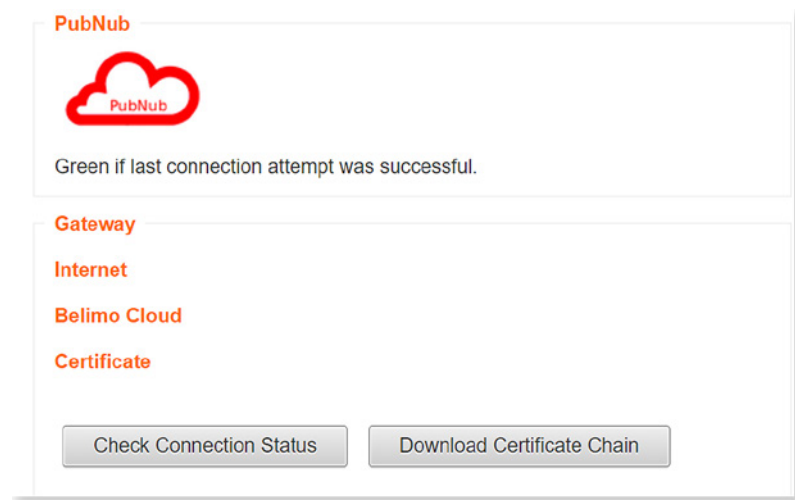 PubNub
PubNub
Green if last connection attempt was successful.
Gateway
Internet
Belimo Cloud
Certificate
Check Connection Status
Download Certificate Chain